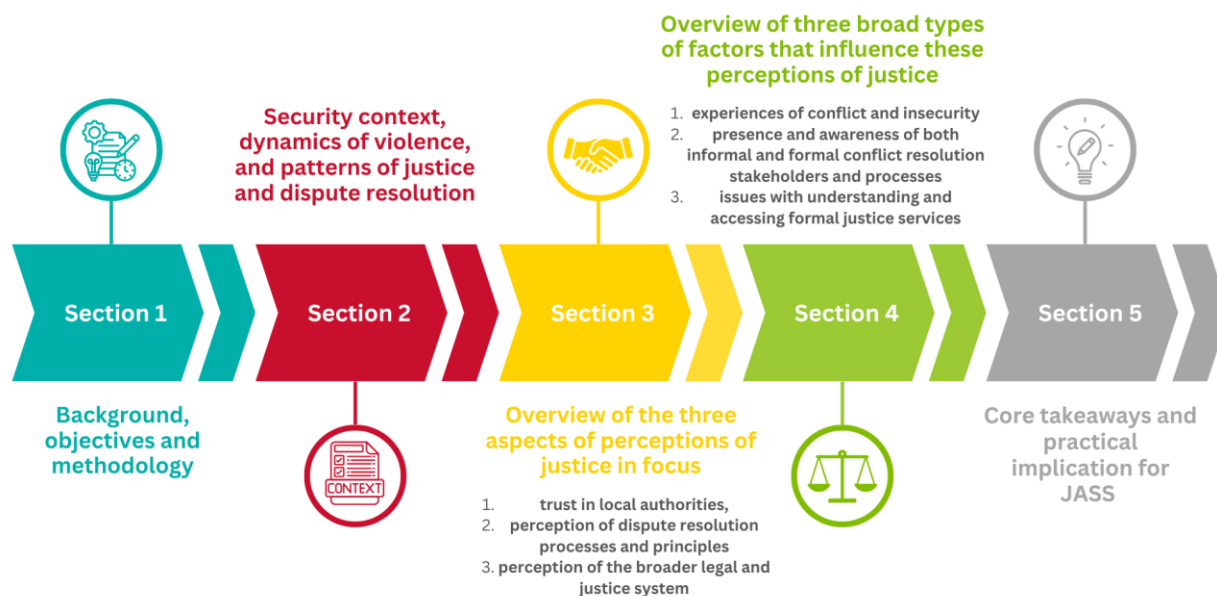 Overview of three broad types
of factors that influence these
perceptions of justice
1. experiences of conflict and insecurity
2. presence and awareness of both
informal and formal conflict resolution
stakeholders and processes
3. issues with understanding and
accessing formal justice services
Security context,
dynamics of violence,
and patterns of justice
and dispute resolution
Section 1
Section 2
Section 3
Section 4
Section 5
Background,
objectives and
methodology
CONTEXT
Overview of the three
aspects of perceptions of
justice in focus
1. trust in local authorities,
2. perception of dispute resolution
processes and principles
3. perception of the broader legal and
justice system
Core takeaways and
practical
implication for
JASS